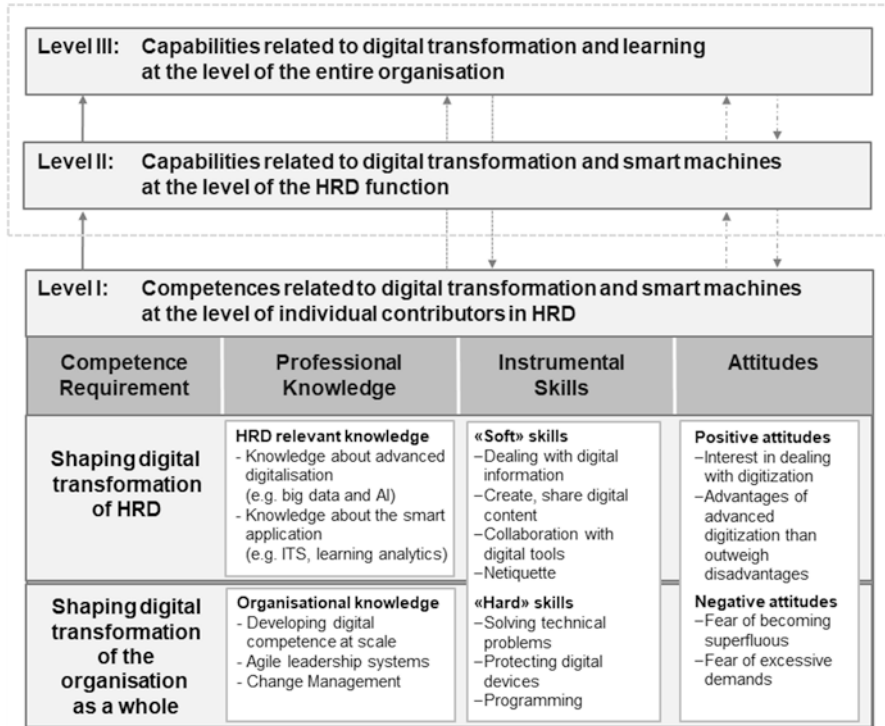 Level III: Capabilities related to digital transformation and learning
at the level of the entire organisation
Level II: Capabilities related to digital transformation and smart machines
at the level of the HRD function
Level I: Competences related to digital transformation and smart machines
at the level of individual contributors in HRD
Competence
Requirement
Professional
Knowledge
Instrumental
Skills
Attitudes
Shaping digital
transformation
of HRD
HRD relevant knowledge
- Knowledge about advanced
digitalisation
(e.g. big data and AI)
- Knowledge about the smart
application
(e.g. ITS, learning analytics)
«Soft» skills
–Dealing with digital
information
–Create, share digital
content
–Collaboration with
digital tools
–Netiquette
Positive attitudes
–Interest in dealing
with digitization
–Advantages of
advanced
digitization than
outweigh
disadvantages
Shaping digital
transformation
of the
organisation
as a whole
Organisational knowledge
- Developing digital
competence at scale
- Agile leadership systems
- Change Management
«Hard» skills
–Solving technical
problems
–Protecting digital
devices
–Programming
Negative attitudes
–Fear of becoming
superfluous
–Fear of excessive
demands